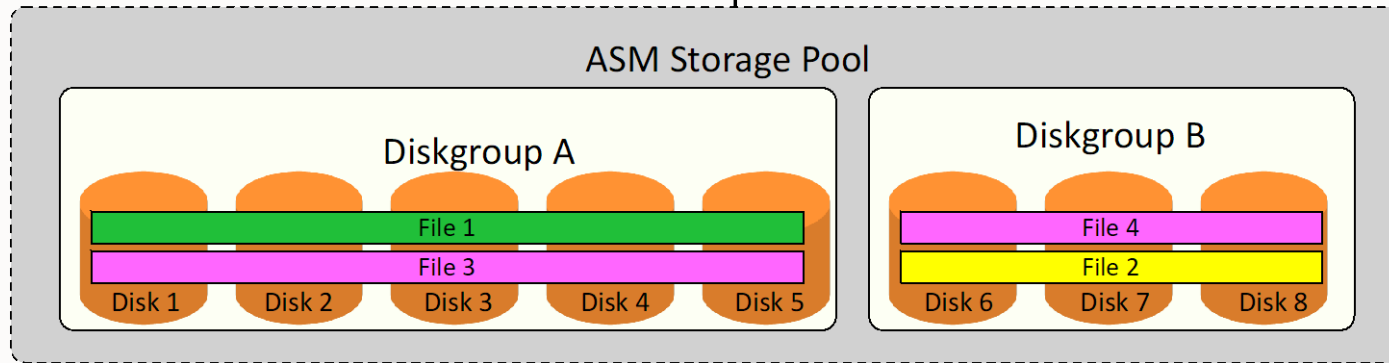 ASM Storage Pool
Diskgroup A
File 1
File 3
Disk 1
Disk 2
Disk 3
Disk 4
Disk 5
Diskgroup B
File 4
File 2
Disk 6
Disk 7
Disk 8